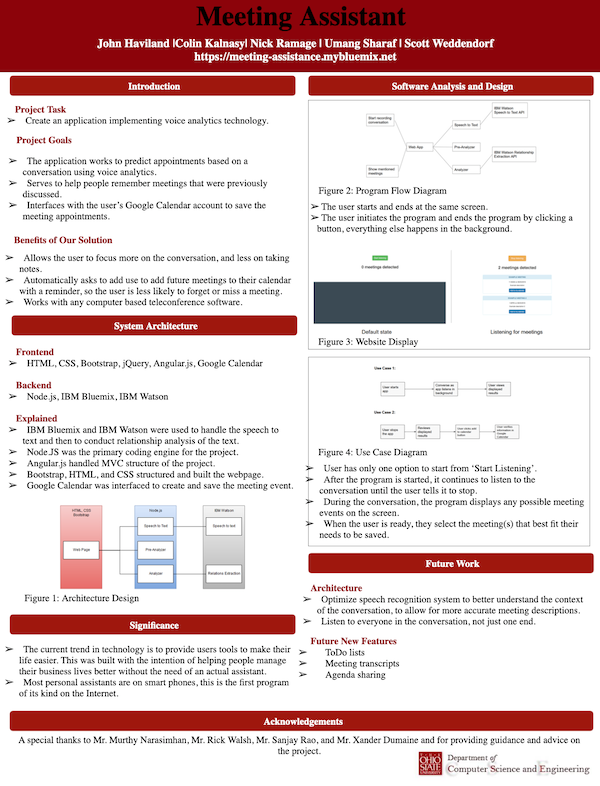 Meeting Assistant
John Haviland |Colin Kalnasy| Nick Ramage | Umang Sharaf | Scott Weddendorf
https://meeting-assistance.mybluemix.net
Introduction
Project Task
➢ Create an application implementing voice analytics technology.
Project Goals
➢ The application works to predict appointments based on a
conversation using voice analytics.
➢ Serves to help people remember meetings that were previously
discussed.
➢ Interfaces with the user's Google Calendar account to save the
meeting appointments.
Benefits of Our Solution
➢ Allows the user to focus more on the conversation, and less on taking
notes.
➢ Automatically asks to add use to add future meetings to their calendar
with a reminder, so the user is less likely to forget or miss a meeting.
➢ Works with any computer based teleconference software.
System Architecture
Frontend
➢ HTML, CSS, Bootstrap, jQuery, Angular.js, Google Calendar
Backend
➢ Node.js, IBM Bluemix, IBM Watson
Explained
➢ IBM Bluemix and IBM Watson were used to handle the speech to
text and then to conduct relationship analysis of the text.
➢ Node.JS was the primary coding engine for the project.
➢ Angular.js handled MVC structure of the project.
➢ Bootstrap, HTML, and CSS structured and built the webpage.
➢ Google Calendar was interfaced to create and save the meeting event.
HTML CSS
Bootstrap
Node.js
IBM Watson
Speech to Text
Speech to text
Web Page
Pre-Analyzer
Analyzer
Relations Extraction
Figure 1: Architecture Design
Significance
➢ The current trend in technology is to provide users tools to make their
life easier. This was built with the intention of helping people manage
their business lives better without the need of an actual assistant.
➢ Most personal assistants are on smart phones, this is the first program
of its kind on the Internet.
Software Analysis and Design
Start recording
conversation
Show mentioned
meetings
Web App
Speech to Text
Pre-Analyzer
Analyzer
IBM Watson
Speech to Text API
IBM Watson Relationship
Extraction API
Figure 2: Program Flow Diagram
➢ The user starts and ends at the same screen.
➢ The user initiates the program and ends the program by clicking a
button, everything else happens in the background.
0 meetings detected
2 meetings detected
Default state
Listening for meetings
Figure 3: Website Display
Use Case 1:
User starts
app
Converse as
app listens in
background
User views
displayed
results
Use Case 2:
User stops
the app
Reviews
displayed
results
Figure 4: Use Case Diagram
➢ User has only one option to start from 'Start Listening'.
➢ After the program is started, it continues to listen to the
conversation until the user tells it to stop.
➢ During the conversation, the program displays any possible meeting
events on the screen.
➢ When the user is ready, they select the meeting(s) that best fit their
needs to be saved.
Future Work
Architecture
➢ Optimize speech recognition system to better understand the context
of the conversation, to allow for more accurate meeting descriptions.
➢ Listen to everyone in the conversation, not just one end.
Future New Features
➢ ToDo lists
➢ Meeting transcripts
➢ Agenda sharing
Acknowledgements
A special thanks to Mr. Murthy Narasimhan, Mr. Rick Walsh, Mr. Sanjay Rao, and Mr. Xander Dumaine and for providing guidance and advice on
the project.
THE
OHIO
STATE
UNIVERSITY
Department of
Computer Science and Engineering